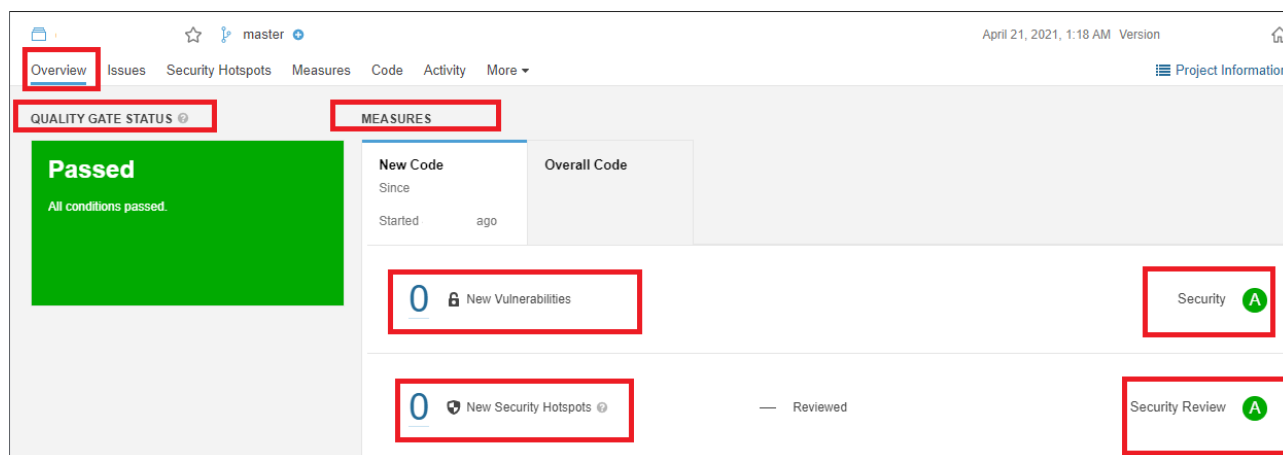 master April 21, 2021, 1:18 AM Version
Overview Issues Security Hotspots Measures Code Activity More Project Information
QUALITY GATE STATUS MEASURES
Passed
All conditions passed.
New Code Overall Code
Since
Started ago
0 New Vulnerabilities Security A
0 New Security Hotspots — Reviewed Security Review A